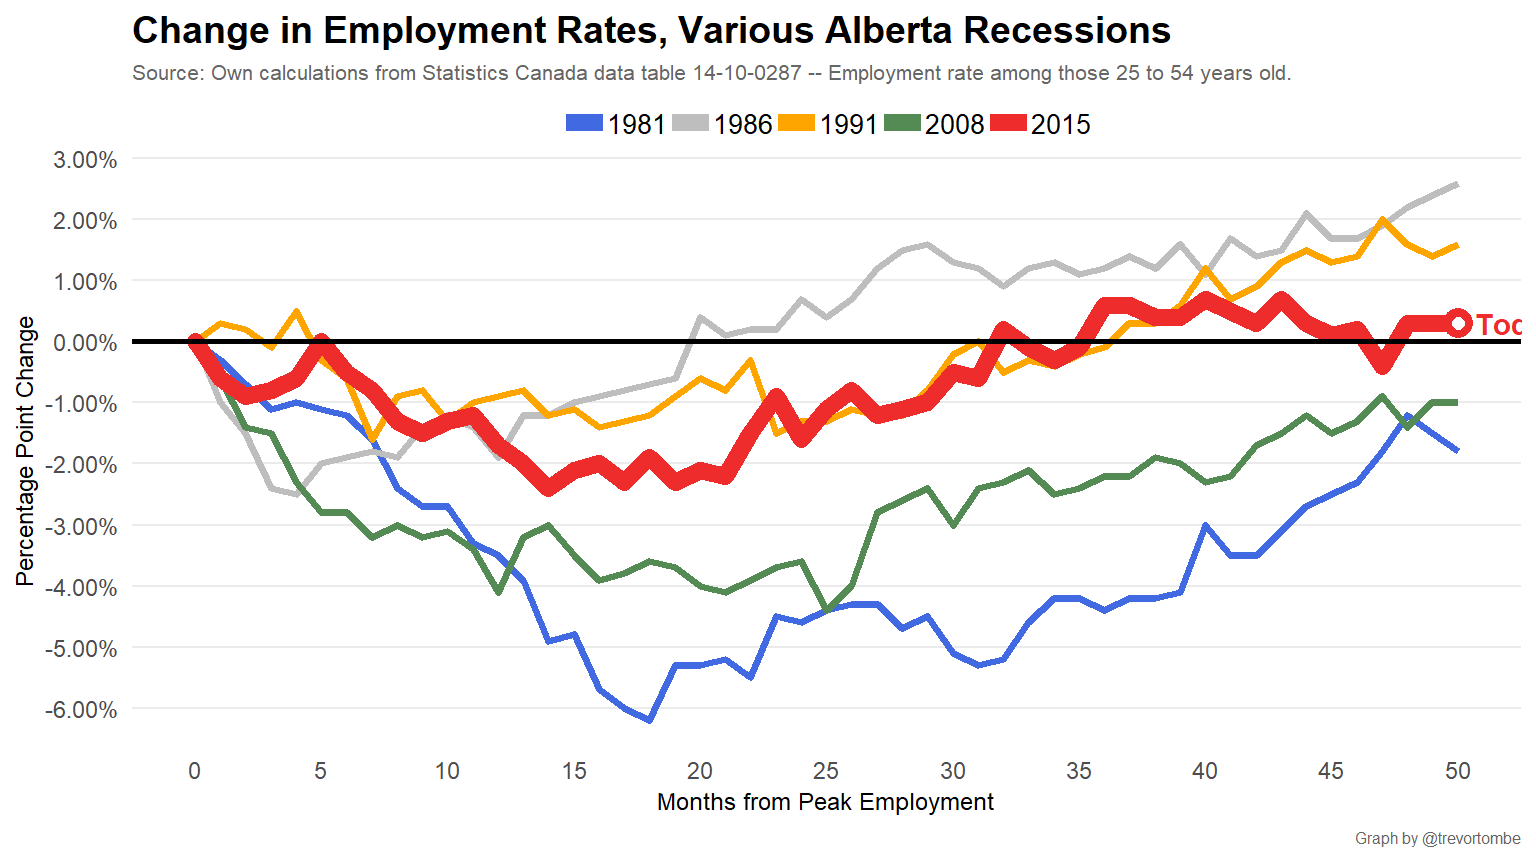 Change in Employment Rates, Various Alberta Recessions
Source: Own calculations from Statistics Canada data table 14-10-0287 -- Employment rate among those 25 to 54 years old.
1981 1986 1991 2008 2015
3.00%
2.00%
1.00%
0.00%
-1.00%
-2.00%
-3.00%
-4.00%
-5.00%
-6.00%
Percentage Point Change
Tod
0 5 10 15 20 25 30 35 40 45 50
Months from Peak Employment
Graph by @trevortombe